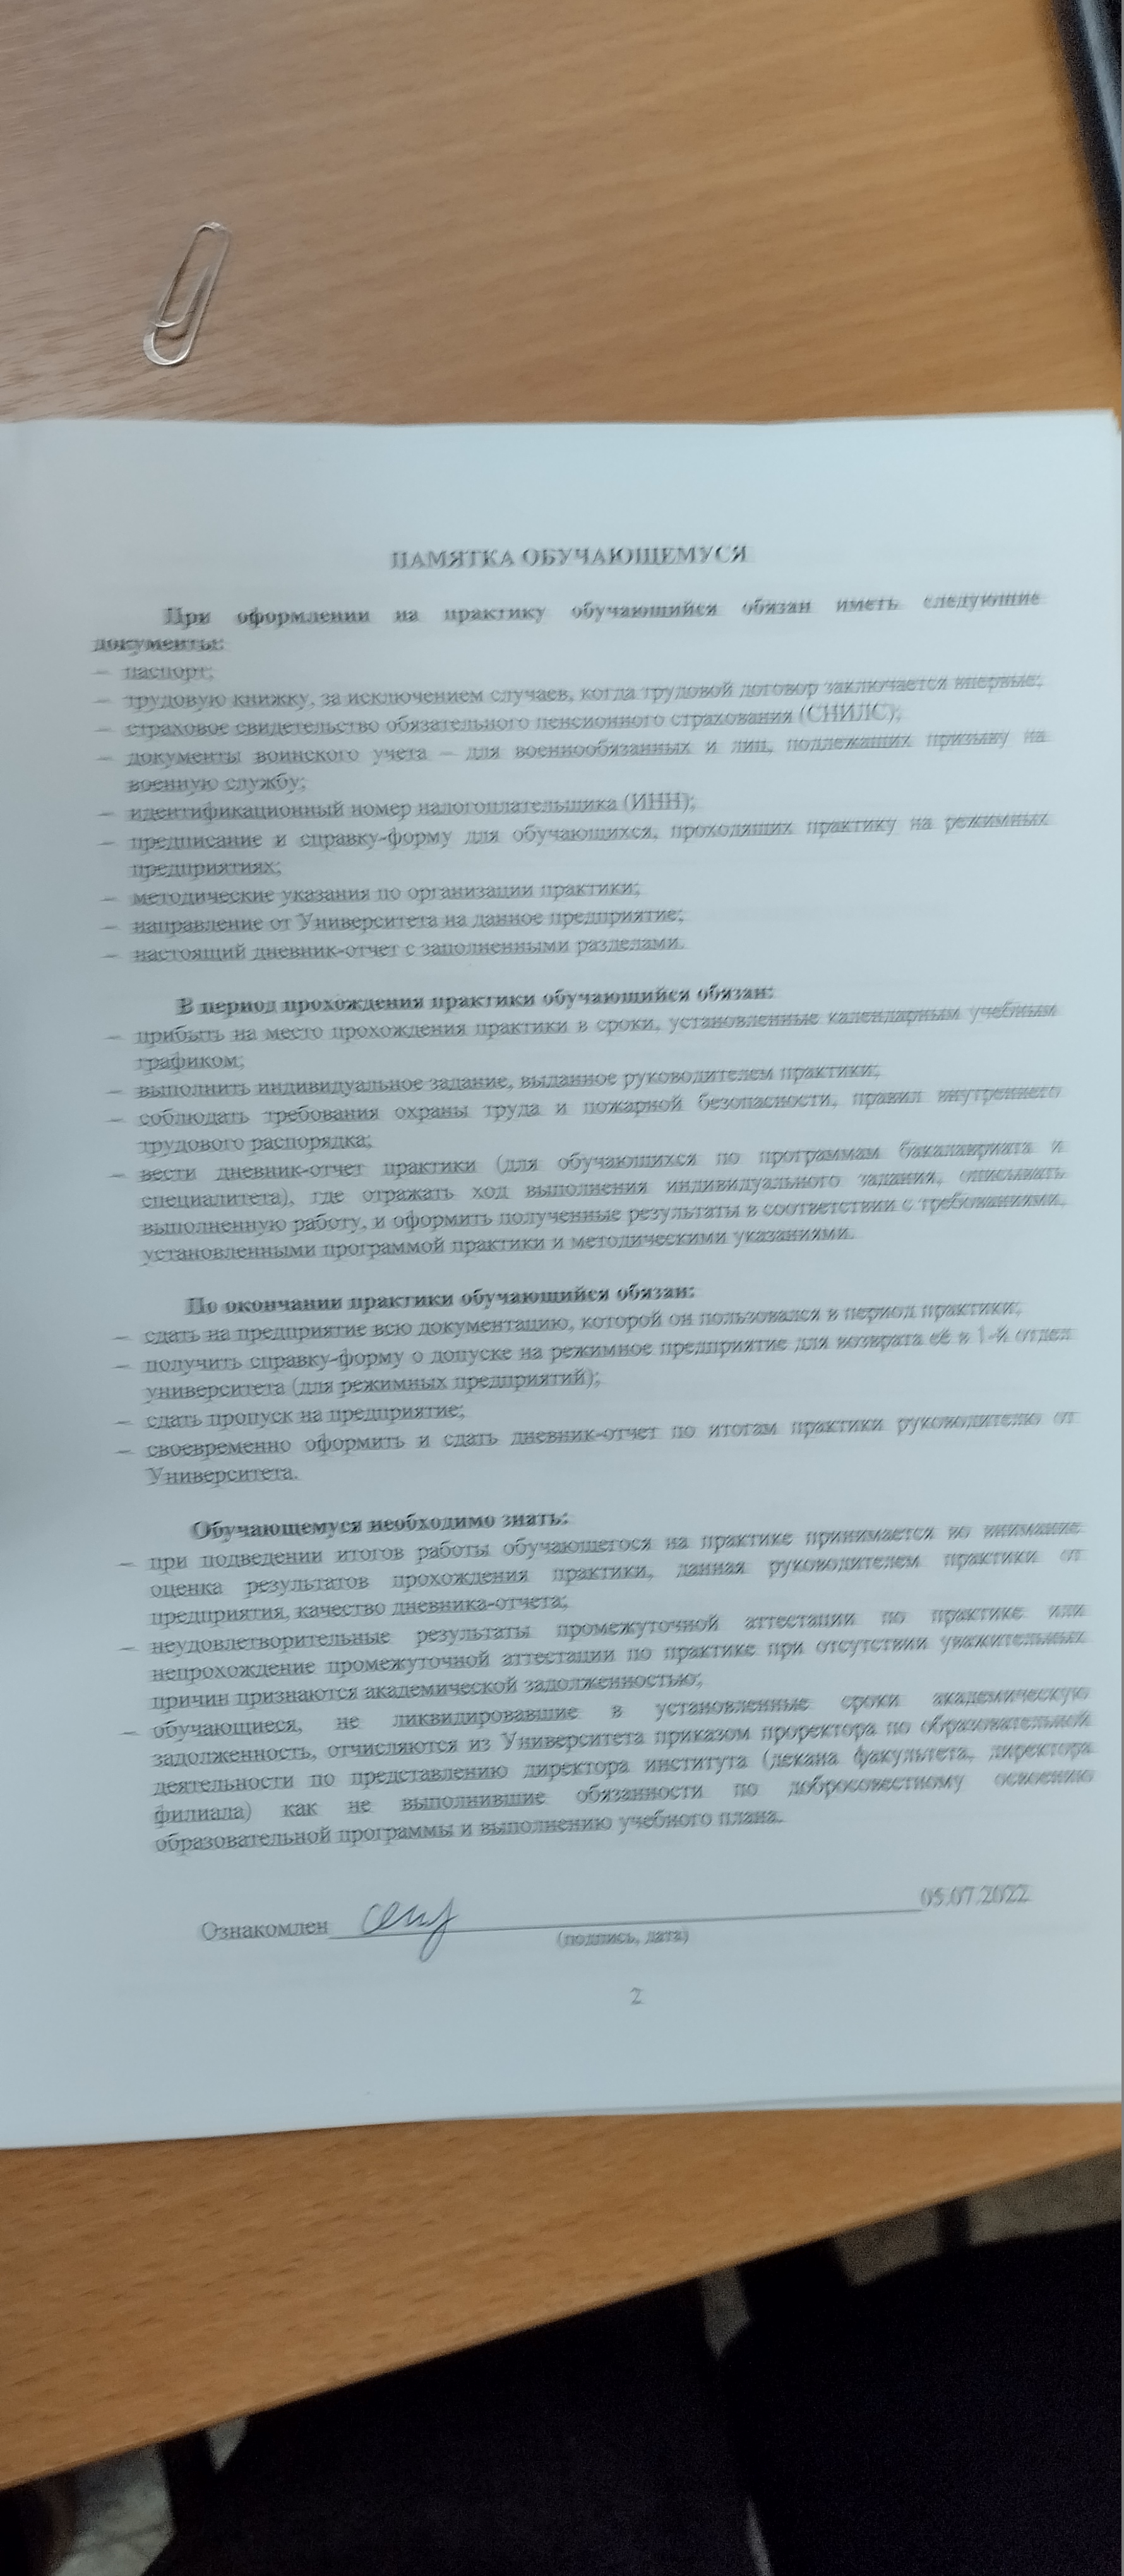 ПАМЯТКА ОБУЧАЮЩЕМУСЯ
При оформлении на практику обучающийся обязан иметь следующие
документы:
– паспорт;
– трудовую книжку, за исключением случаев, когда трудовой договор заключается впервые;
– страховое свидетельство обязательного пенсионного страхования (СНИЛС);
– документы воинского учета – для военнообязанных и лиц, подлежащих призыву на
военную службу;
– идентификационный номер налогоплательщика (ИНН);
– предписание и справку-форму для обучающихся, проходящих практику на режимных
предприятиях;
– методические указания по организации практики;
– направление от Университета на данное предприятие;
– настоящий дневник-отчет с заполненными разделами.
В период прохождения практики обучающийся обязан:
– прибыть на место прохождения практики в сроки, установленные календарным учебным
графиком;
– выполнить индивидуальное задание, выданное руководителем практики;
– соблюдать требования охраны труда и пожарной безопасности, правил внутреннего
трудового распорядка;
– вести дневник-отчет практики (для обучающихся по программам бакалавриата и
специалитета), где отражать ход выполнения индивидуального задания, описывать
выполненную работу, и оформить полученные результаты в соответствии с требованиями,
установленными программой практики и методическими указаниями.
По окончании практики обучающийся обязан:
– сдать на предприятие всю документацию, которой он пользовался в период практики;
– получить справку-форму о допуске на режимное предприятие для возврата её в 1-й отдел
университета (для режимных предприятий);
– сдать пропуск на предприятие;
– своевременно оформить и сдать дневник-отчет по итогам практики руководителю от
Университета.
Обучающемуся необходимо знать:
– при подведении итогов работы обучающегося на практике принимается во внимание
оценка результатов прохождения практики, данная руководителем практики от
предприятия, качество дневника-отчета;
– неудовлетворительные результаты промежуточной аттестации по практике или
непрохождение промежуточной аттестации по практике при отсутствии уважительных
причин признаются академической задолженностью;
– обучающиеся, не ликвидировавшие в установленные сроки академическую
задолженность, отчисляются из Университета приказом проректора по образовательной
деятельности по представлению директора института (декана факультета, директора
филиала) как не выполнившие обязанности по добросовестному освоению
образовательной программы и выполнению учебного плана.
Ознакомлен 05.07.2022
(подпись, дата)
2